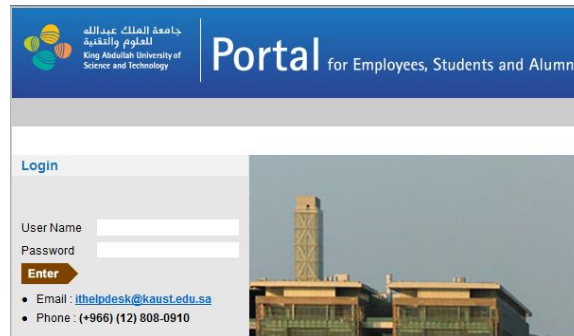 جامعة الملك عبدالله
للعلوم والتقنية
King Abdullah University of
Science and Technology
Portal for Employees, Students and Alumn
Login
User Name
Password
Enter
Email : ithelpdesk@kaust.edu.sa
Phone : (+966) (12) 808-0910